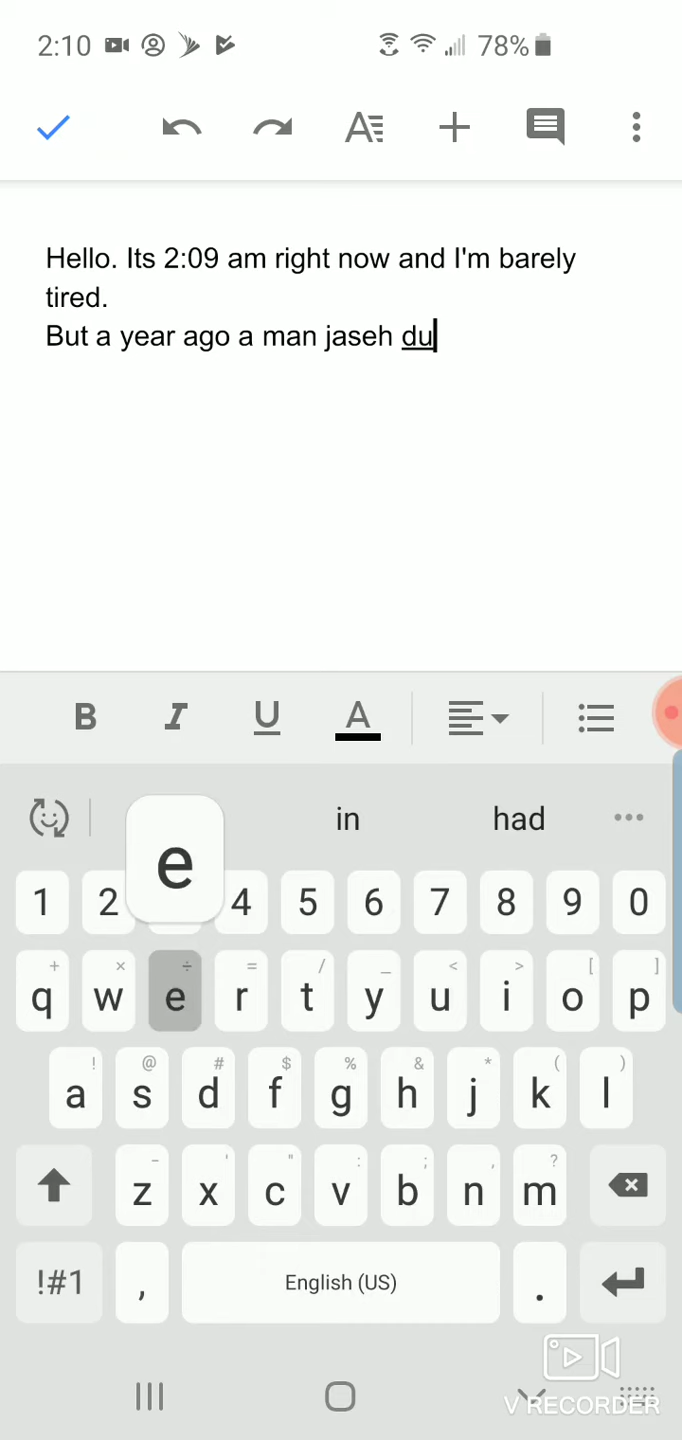 2:10 78%
Hello. Its 2:09 am right now and I'm barely
tired.
But a year ago a man jaseh du
B I U A
e in had
1 2 4 5 6 7 8 9 0
+ × ÷ = / _ < > [ ]
q w e r t y u i o p
! @ # $ % & * ( )
a s d f g h j k l
- ' " : ; , ?
z x c v b n m
!#1 , English (US) .
V RECORDER